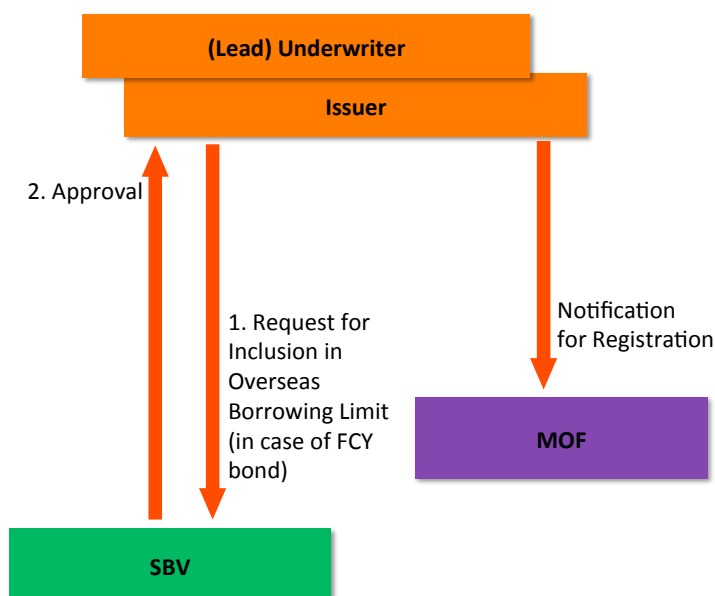 (Lead) Underwriter
Issuer
2. Approval
1. Request for
Inclusion in
Overseas
Borrowing Limit
(in case of FCY
bond)
Notification
for Registration
MOF
SBV